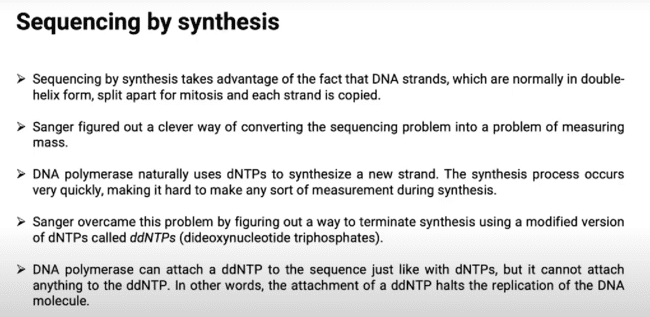 Sequencing by synthesis
➢ Sequencing by synthesis takes advantage of the fact that DNA strands, which are normally in double-
helix form, split apart for mitosis and each strand is copied.
➢ Sanger figured out a clever way of converting the sequencing problem into a problem of measuring
mass.
➢ DNA polymerase naturally uses dNTPs to synthesize a new strand. The synthesis process occurs
very quickly, making it hard to make any sort of measurement during synthesis.
➢ Sanger overcame this problem by figuring out a way to terminate synthesis using a modified version
of dNTPs called ddNTPs (dideoxynucleotide triphosphates).
➢ DNA polymerase can attach a ddNTP to the sequence just like with dNTPs, but it cannot attach
anything to the ddNTP. In other words, the attachment of a ddNTP halts the replication of the DNA
molecule.